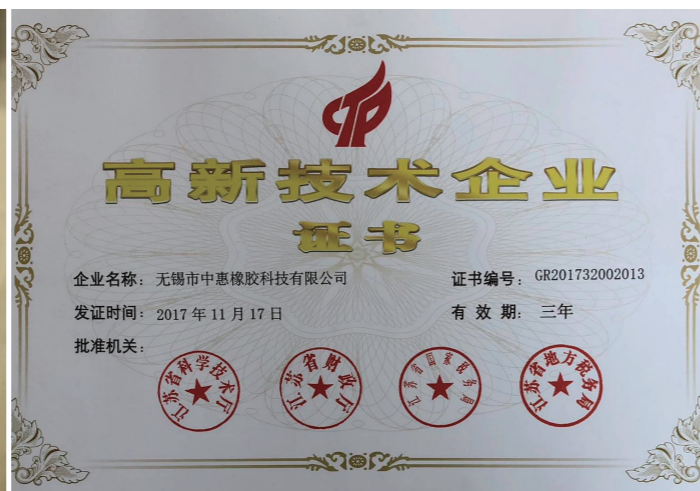 高新技术企业
证书
企业名称：无锡市中惠橡胶科技有限公司
证书编号：GR201732002013
发证时间：2017年11月17日
有效期：三年
批准机关：
江苏省科学技术厅
江苏省财政厅
江苏省国家税务局
江苏省地方税务局